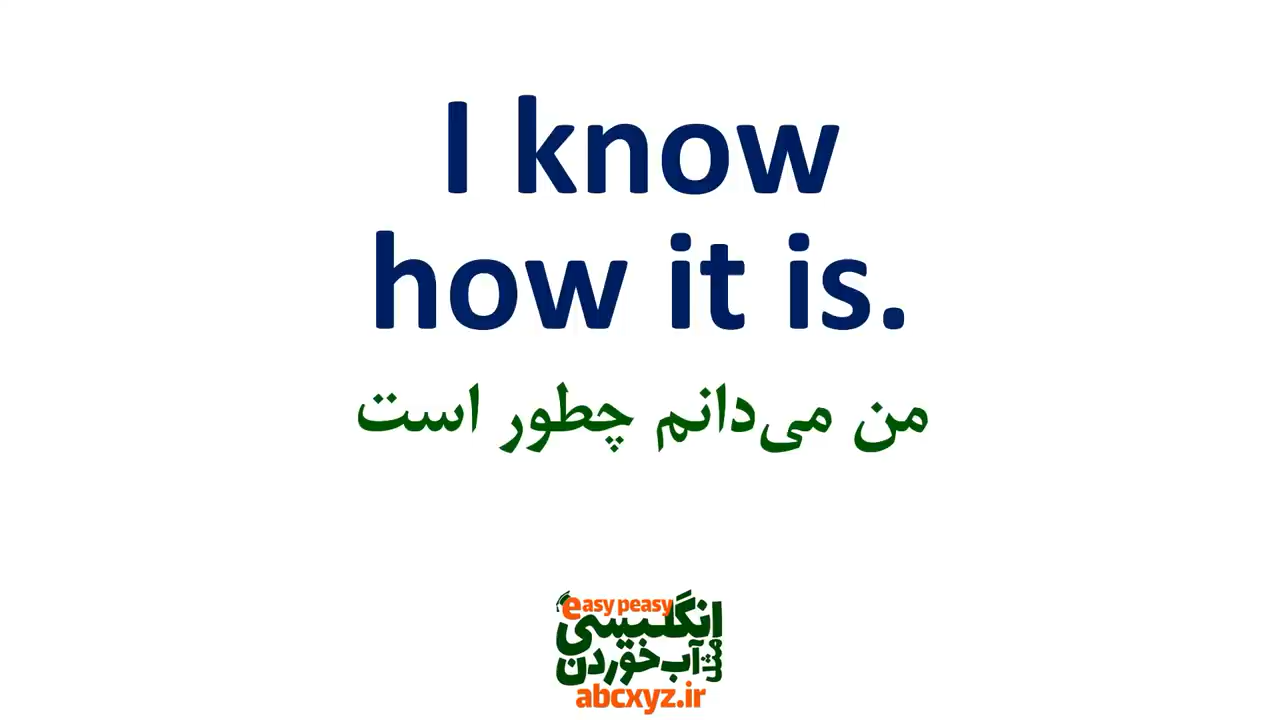 I know
how it is.
من می‌دانم چطور است
easy peasy
انگلیسی
مثل آب خوردن
abcxyz.ir